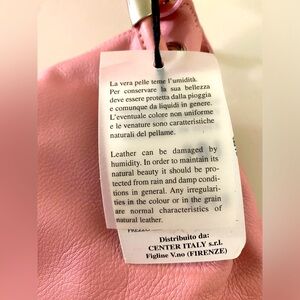 La vera pelle teme l'umidità.
Per conservare la sua bellezza
deve essere protetta dalla pioggia
e comunque da liquidi in genere.
L'eventuale colore non uniforme
e le venature sono caratteristiche
naturali del pellame.
Leather can be damaged by
humidity. In order to maintain its
natural beauty it should be pro-
tected from rain and damp condi-
tions in general. Any irregulari-
ties in the colour or in the grain
are normal characteristics of
natural leather.
PREZZO
Distribuito da:
CENTER ITALY s.r.l.
Figline V.no (FIRENZE)